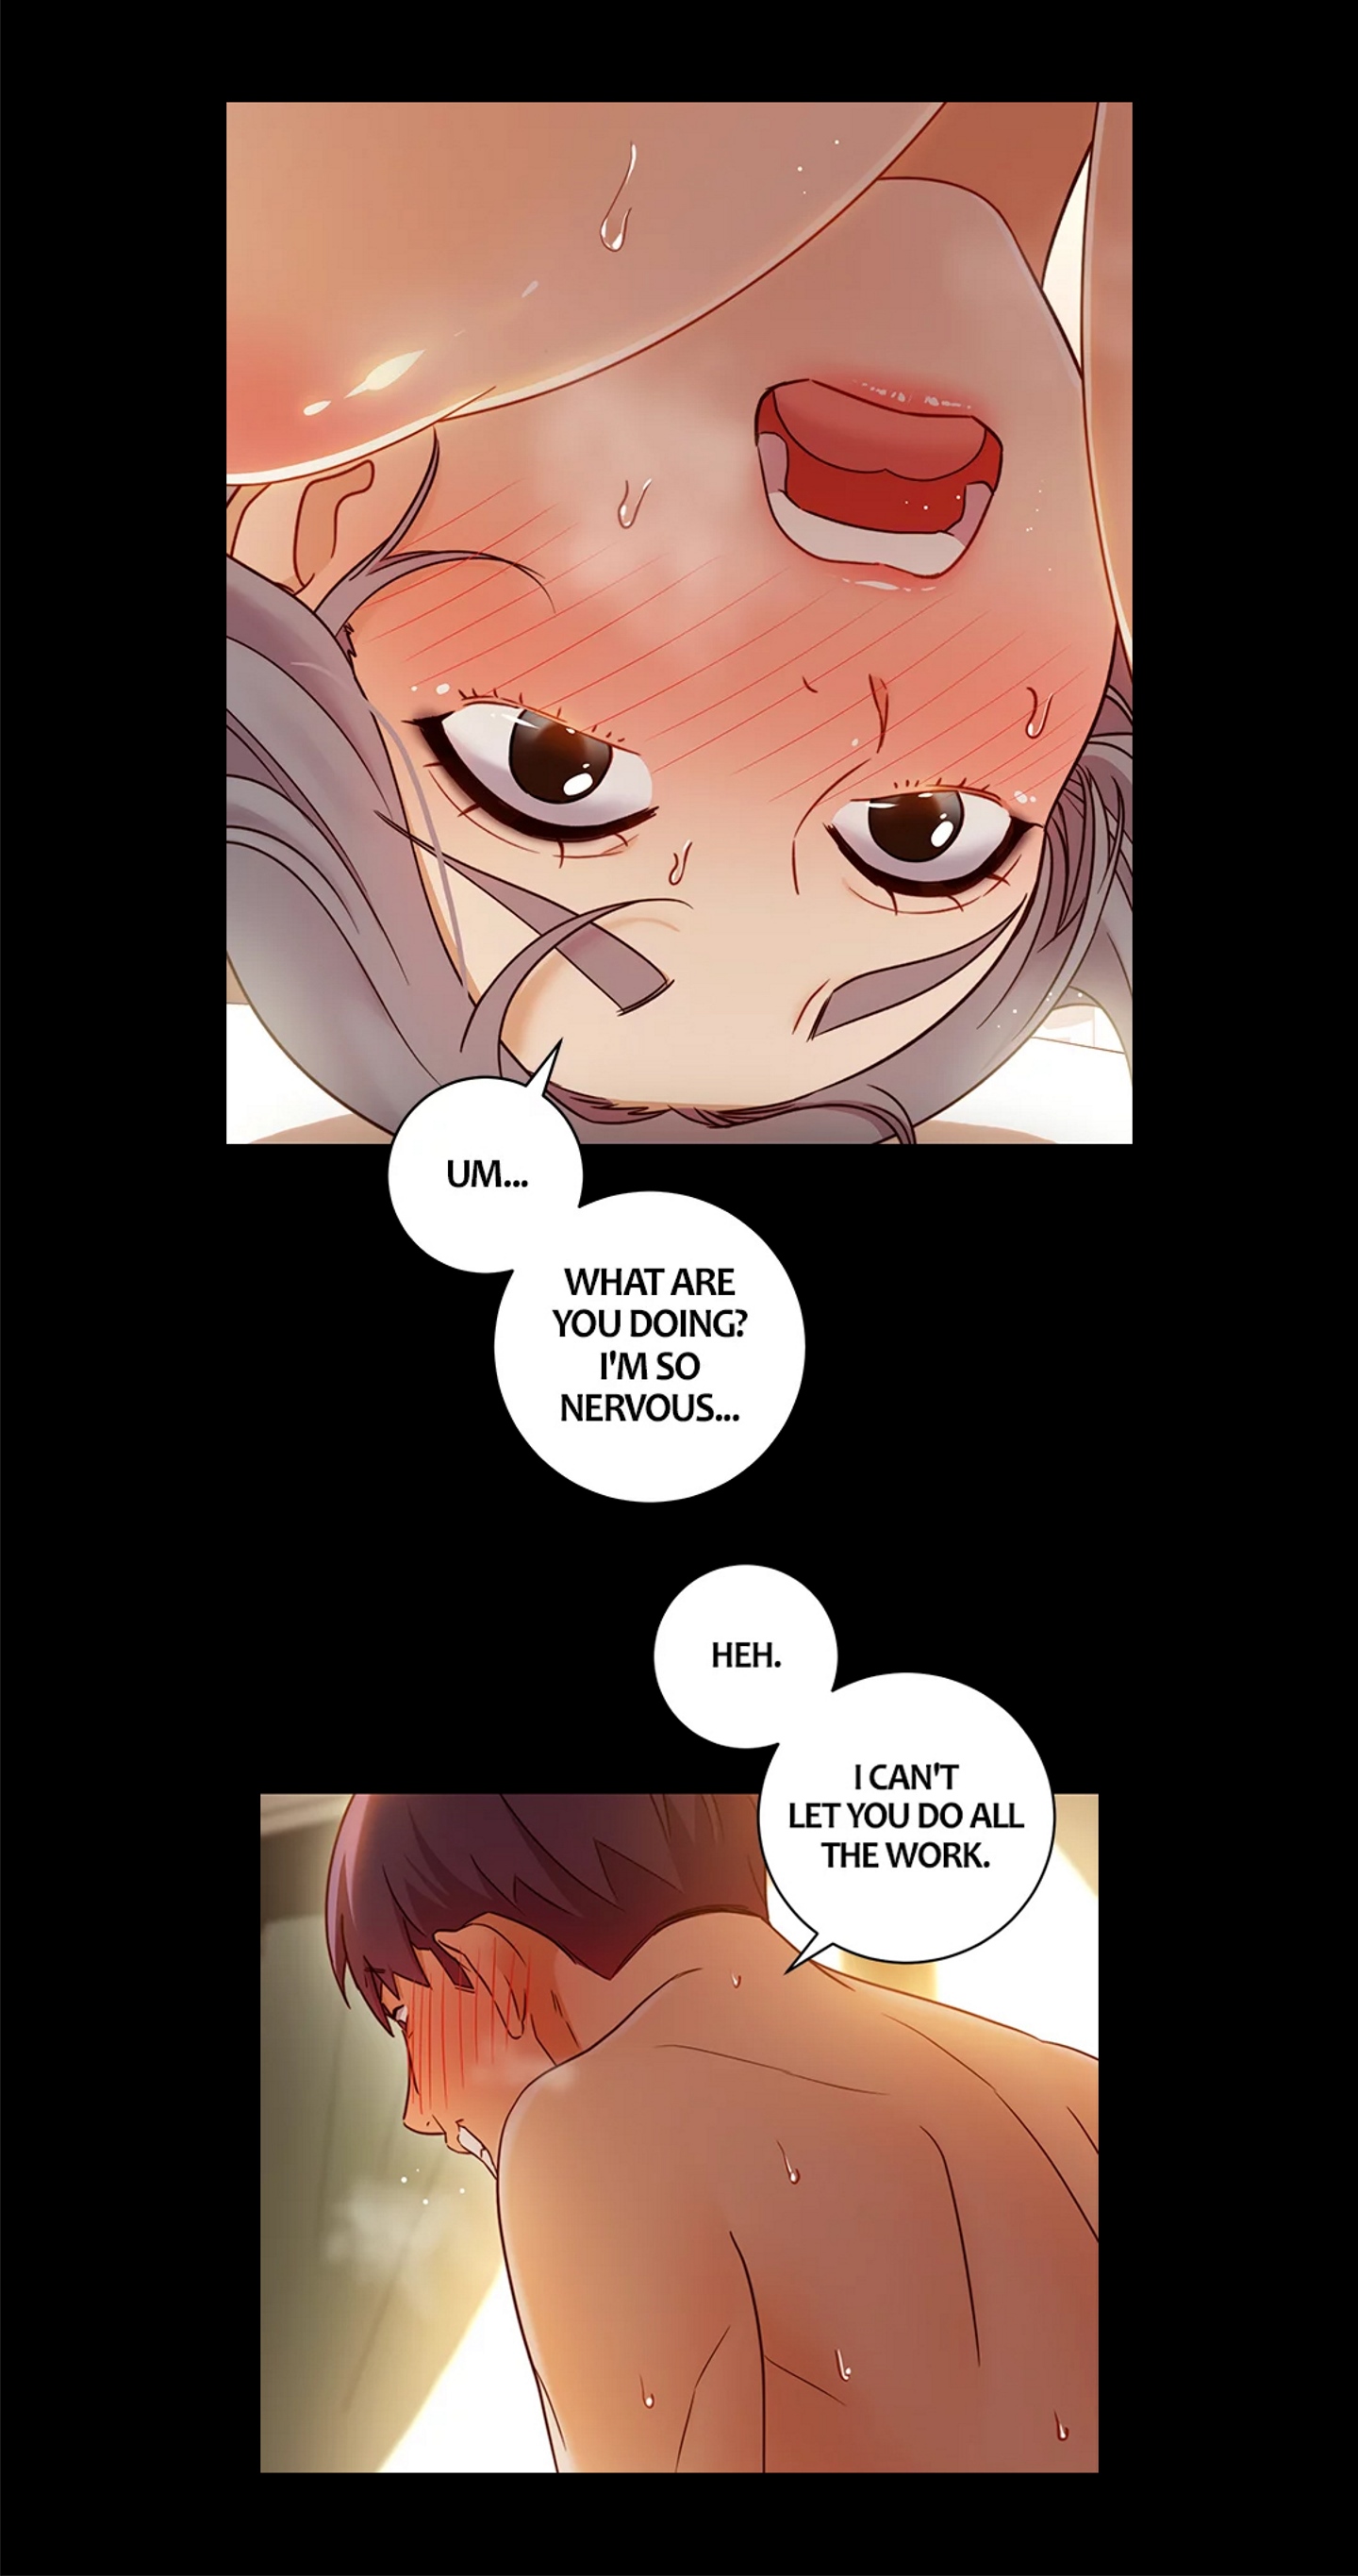 UM...
WHAT ARE
YOU DOING?
I'M SO
NERVOUS...
HEH.
I CAN'T
LET YOU DO ALL
THE WORK.